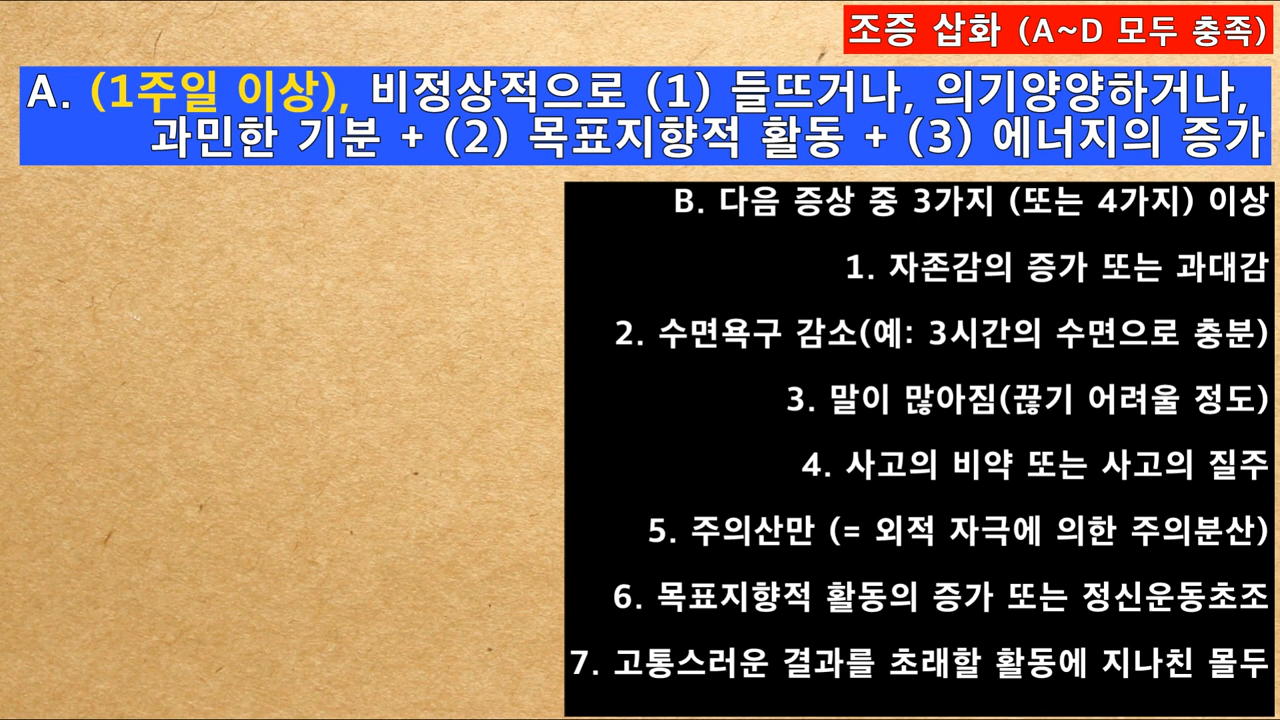 조증 삽화 (A~D 모두 충족)
A. (1주일 이상), 비정상적으로 (1) 들뜨거나, 의기양양하거나,
과민한 기분 + (2) 목표지향적 활동 + (3) 에너지의 증가
B. 다음 증상 중 3가지 (또는 4가지) 이상
1. 자존감의 증가 또는 과대감
2. 수면욕구 감소(예: 3시간의 수면으로 충분)
3. 말이 많아짐(끊기 어려울 정도)
4. 사고의 비약 또는 사고의 질주
5. 주의산만 (= 외적 자극에 의한 주의분산)
6. 목표지향적 활동의 증가 또는 정신운동초조
7. 고통스러운 결과를 초래할 활동에 지나친 몰두